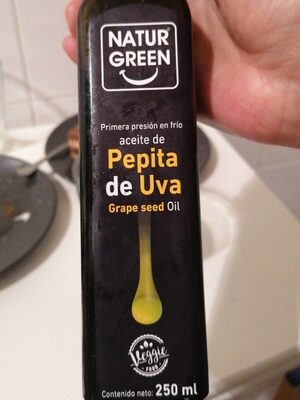 NATUR
GREEN
Primera presión en frío
aceite de
Pepita
de Uva
Grape seed Oil
Veggie
FOOD
Contenido neto: 250 ml